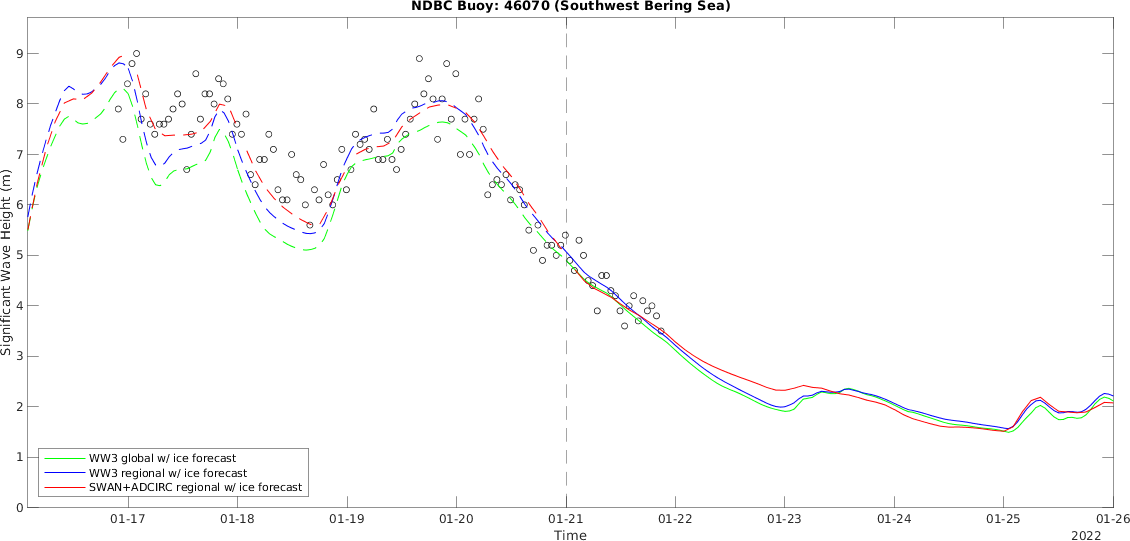 NDBC Buoy: 46070 (Southwest Bering Sea)
9
8
7
6
5
4
3
2
1
0
Significant Wave Height (m)
WW3 global w/ ice forecast
WW3 regional w/ ice forecast
SWAN+ADCIRC regional w/ ice forecast
01-17 01-18 01-19 01-20 01-21 01-22 01-23 01-24 01-25 01-26
Time
2022